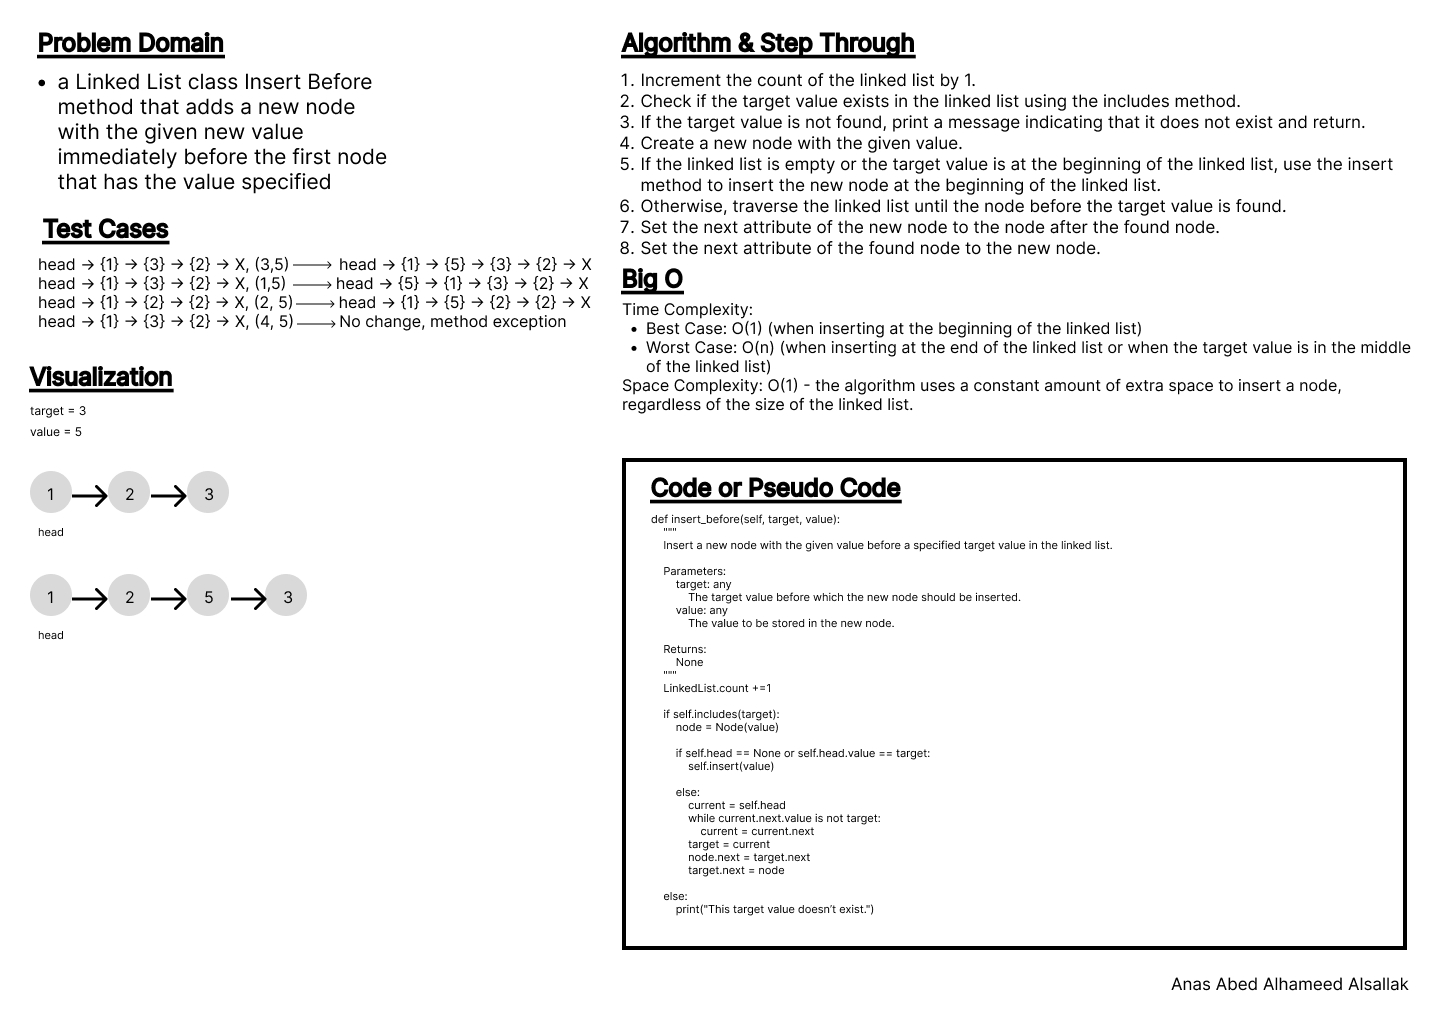 Problem Domain
• a Linked List class Insert Before
method that adds a new node
with the given new value
immediately before the first node
that has the value specified
Test Cases
head → {1} → {3} → {2} → X, (3,5) ⟶ head → {1} → {5} → {3} → {2} → X
head → {1} → {3} → {2} → X, (1,5) ⟶ head → {5} → {1} → {3} → {2} → X
head → {1} → {2} → {2} → X, (2, 5) ⟶ head → {1} → {5} → {2} → {2} → X
head → {1} → {3} → {2} → X, (4, 5) ⟶ No change, method exception
Visualization
target = 3
value = 5
1 → 2 → 3
head
1 → 2 → 5 → 3
head
Algorithm & Step Through
1. Increment the count of the linked list by 1.
2. Check if the target value exists in the linked list using the includes method.
3. If the target value is not found, print a message indicating that it does not exist and return.
4. Create a new node with the given value.
5. If the linked list is empty or the target value is at the beginning of the linked list, use the insert
method to insert the new node at the beginning of the linked list.
6. Otherwise, traverse the linked list until the node before the target value is found.
7. Set the next attribute of the new node to the node after the found node.
8. Set the next attribute of the found node to the new node.
Big O
Time Complexity:
• Best Case: O(1) (when inserting at the beginning of the linked list)
• Worst Case: O(n) (when inserting at the end of the linked list or when the target value is in the middle
of the linked list)
Space Complexity: O(1) - the algorithm uses a constant amount of extra space to insert a node,
regardless of the size of the linked list.
Code or Pseudo Code
def insert_before(self, target, value):
    """
    Insert a new node with the given value before a specified target value in the linked list.
    Parameters:
        target: any
            The target value before which the new node should be inserted.
        value: any
            The value to be stored in the new node.
    Returns:
        None
    """
    LinkedList.count +=1
    if self.includes(target):
        node = Node(value)
        if self.head == None or self.head.value == target:
            self.insert(value)
        else:
            current = self.head
            while current.next.value is not target:
                current = current.next
            target = current
            node.next = target.next
            target.next = node
    else:
        print("This target value doesn't exist.")
Anas Abed Alhameed Alsallak